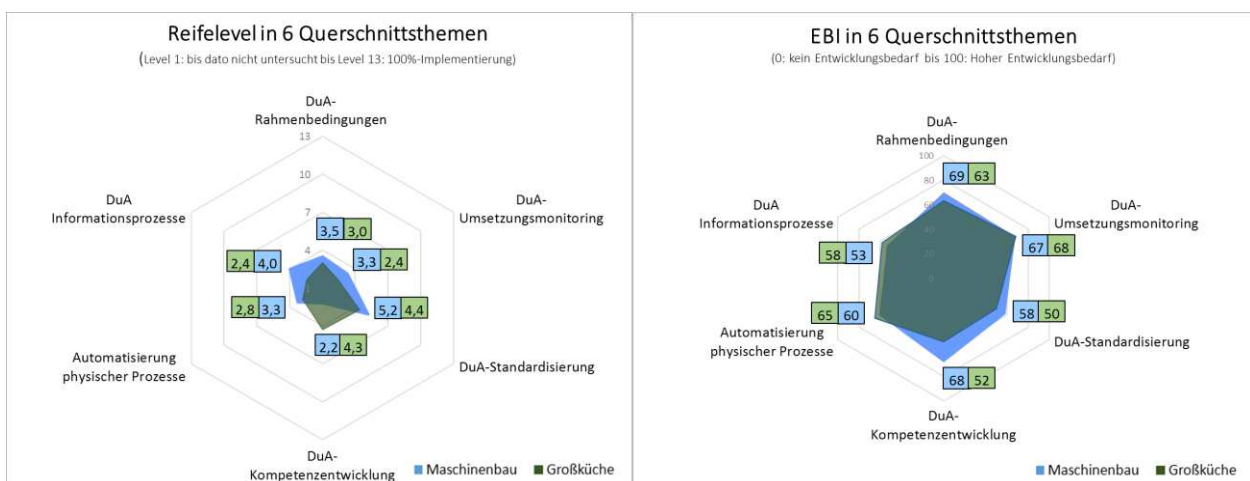 Reifelevel in 6 Querschnittsthemen
(Level 1: bis dato nicht untersucht bis Level 13: 100%-Implementierung)
DuA-
Rahmenbedingungen
13
10
7
4
1
DuA
Informationsprozesse
DuA-
Umsetzungsmonitoring
3,5 3,0
2,4 4,0
3,3 2,4
2,8 3,3
5,2 4,4
2,2 4,3
Automatisierung
physischer Prozesse
DuA-Standardisierung
DuA-
Kompetenzentwicklung
Maschinenbau Großküche
EBI in 6 Querschnittsthemen
(0: kein Entwicklungsbedarf bis 100: Hoher Entwicklungsbedarf)
DuA-
Rahmenbedingungen
100
80
60
40
20
0
69 63
DuA
Informationsprozesse
DuA-
Umsetzungsmonitoring
58 53
67 68
65 60
58 50
Automatisierung
physischer Prozesse
DuA-Standardisierung
68 52
DuA-
Kompetenzentwicklung
Maschinenbau Großküche